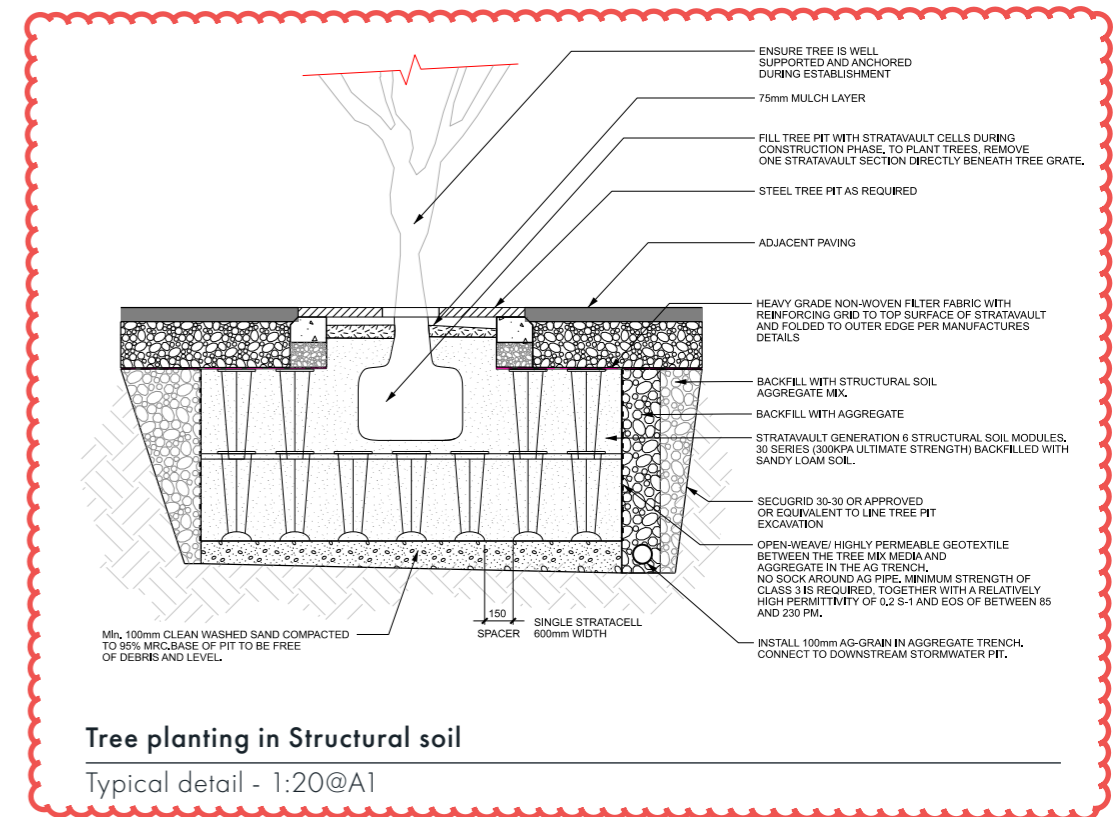 ENSURE TREE IS WELL
SUPPORTED AND ANCHORED
DURING ESTABLISHMENT
75mm MULCH LAYER
FILL TREE PIT WITH STRATAVAULT CELLS DURING
CONSTRUCTION PHASE. TO PLANT TREES, REMOVE
ONE STRATAVAULT SECTION DIRECTLY BENEATH TREE GRATE.
STEEL TREE PIT AS REQUIRED
ADJACENT PAVING
HEAVY GRADE NON-WOVEN FILTER FABRIC WITH
REINFORCING GRID TO TOP SURFACE OF STRATAVAULT
AND FOLDED TO OUTER EDGE PER MANUFACTURES
DETAILS
BACKFILL WITH STRUCTURAL SOIL
AGGREGATE MIX.
BACKFILL WITH AGGREGATE
STRATAVAULT GENERATION 6 STRUCTURAL SOIL MODULES.
30 SERIES (300KPA ULTIMATE STRENGTH) BACKFILLED WITH
SANDY LOAM SOIL.
SECUGRID 30-30 OR APPROVED
OR EQUIVALENT TO LINE TREE PIT
EXCAVATION
OPEN-WEAVE/ HIGHLY PERMEABLE GEOTEXTILE
BETWEEN THE TREE MIX MEDIA AND
AGGREGATE IN THE AG TRENCH.
NO SOCK AROUND AG PIPE. MINIMUM STRENGTH OF
CLASS 3 IS REQUIRED, TOGETHER WITH A RELATIVELY
HIGH PERMITTIVITY OF 0.2 S-1 AND EOS OF BETWEEN 85
AND 230 PM.
INSTALL 100mm AG-GRAIN IN AGGREGATE TRENCH.
CONNECT TO DOWNSTREAM STORMWATER PIT.
150
SPACER
SINGLE STRATACELL
600mm WIDTH
MIn. 100mm CLEAN WASHED SAND COMPACTED
TO 95% MRC.BASE OF PIT TO BE FREE
OF DEBRIS AND LEVEL.
Tree planting in Structural soil
Typical detail - 1:20@A1